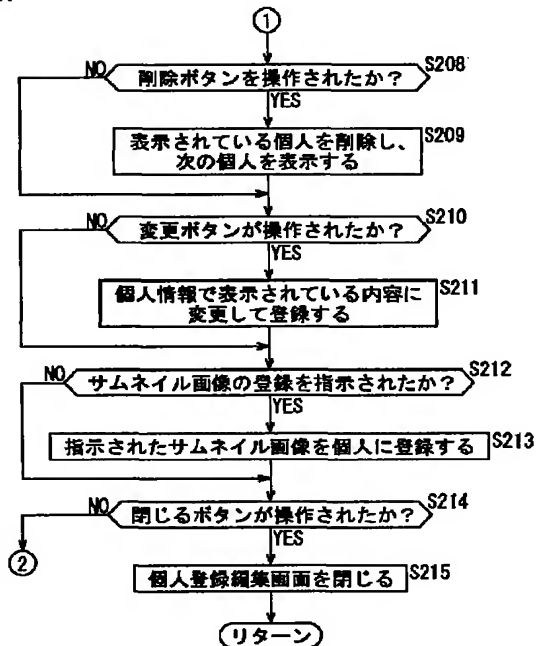 ①
S208
NO
削除ボタンを操作されたか?
YES
S209
表示されている個人を削除し、
次の個人を表示する
S210
NO
変更ボタンが操作されたか?
YES
S211
個人情報で表示されている内容に
変更して登録する
S212
NO
サムネイル画像の登録を指示されたか?
YES
指示されたサムネイル画像を個人に登録する
S213
S214
NO
閉じるボタンが操作されたか?
YES
②
個人登録編集画面を閉じる
S215
リターン